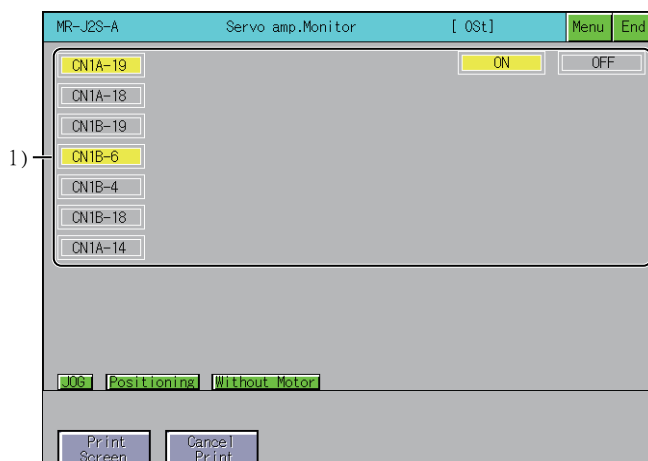 MR-J2S-A Servo amp.Monitor [ OSt] Menu End
CN1A-19 ON OFF
CN1A-18
CN1B-19
1) CN1B-6
CN1B-4
CN1B-18
CN1A-14
JOG Positioning Without Motor
Print Cancel
Screen Print